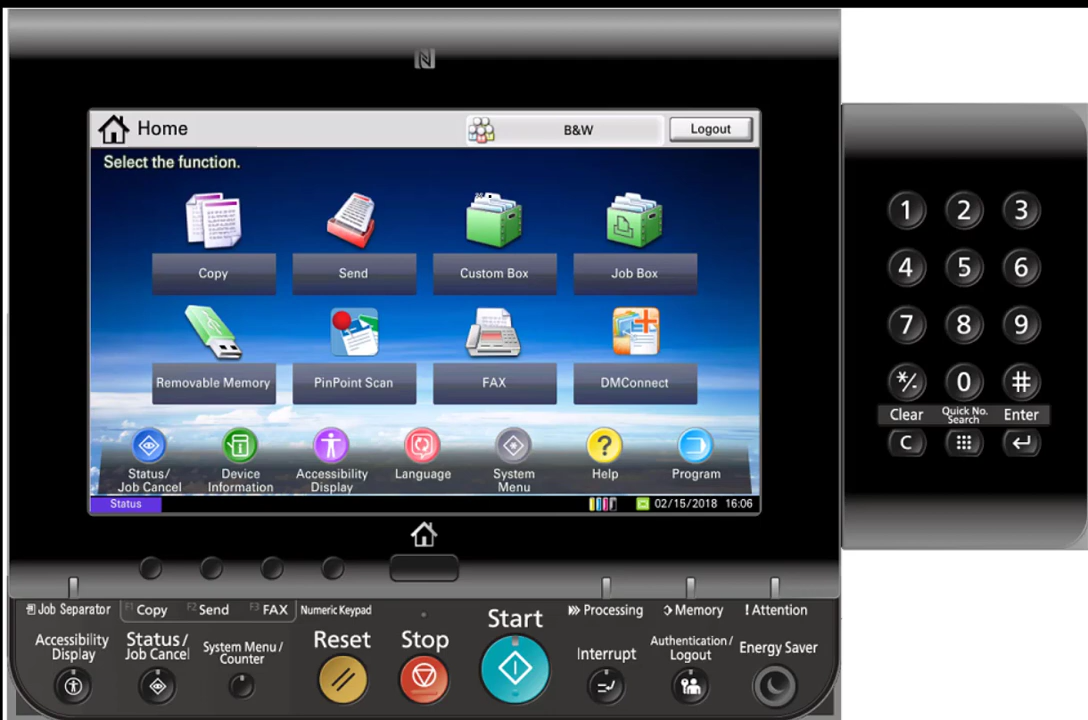 Home
B&W
Logout
Select the function.
Copy
Send
Custom Box
Job Box
Removable Memory
PinPoint Scan
FAX
DMConnect
Status/
Job Cancel
Device
Information
Accessibility
Display
Language
System
Menu
Help
Program
Status
02/15/2018 16:06
1 2 3
4 5 6
7 8 9
*/. 0 #
Clear
Quick No.
Search
Enter
C
Job Separator
F1 Copy
F2 Send
F3 FAX
Numeric Keypad
Processing
Memory
! Attention
Accessibility
Display
Status/
Job Cancel
System Menu/
Counter
Reset
Stop
Start
Interrupt
Authentication/
Logout
Energy Saver